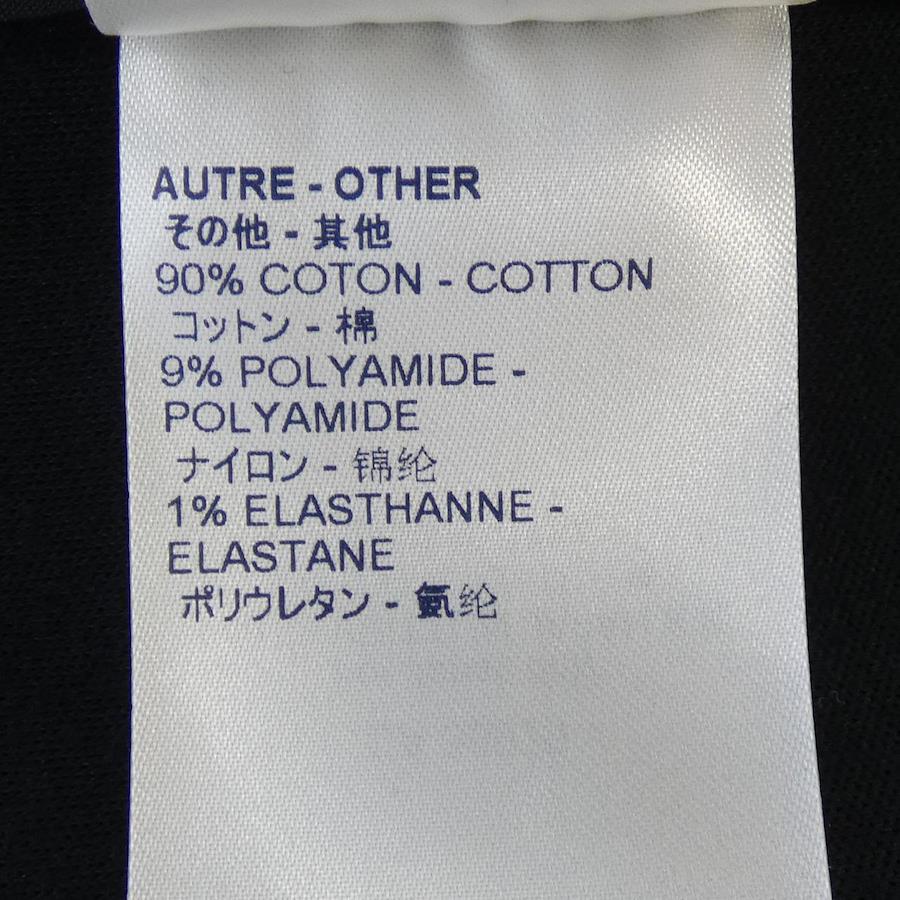 AUTRE - OTHER
その他 - 其他
90% COTON - COTTON
コットン - 棉
9% POLYAMIDE -
POLYAMIDE
ナイロン - 锦纶
1% ELASTHANNE -
ELASTANE
ポリウレタン - 氨纶